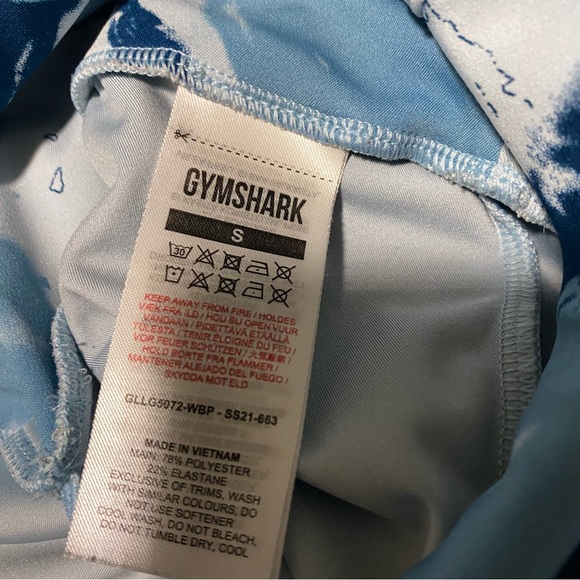 GYMSHARK
S
30
KEEP AWAY FROM FIRE / HOLDES
VÆK FRA ILD / HOU BIJ OPEN VUUR
VANDAAN / PIDETTÄVÄ ETÄÄLLÄ
TULESTA / TENIR ÉLOIGNÉ DU FEU /
VOR FEUER SCHÜTZEN / 火気厳禁 /
HOLD BORTE FRA FLAMMER /
MANTENER ALEJADO DEL FUEGO /
SKYDDA MOT ELD
GLLG5072-WBP - SS21-663
MADE IN VIETNAM
MAIN: 78% POLYESTER
22% ELASTANE
EXCLUSIVE OF TRIMS, WASH
WITH SIMILAR COLOURS, DO
NOT USE SOFTENER
COOL WASH, DO NOT BLEACH,
DO NOT TUMBLE DRY, COOL